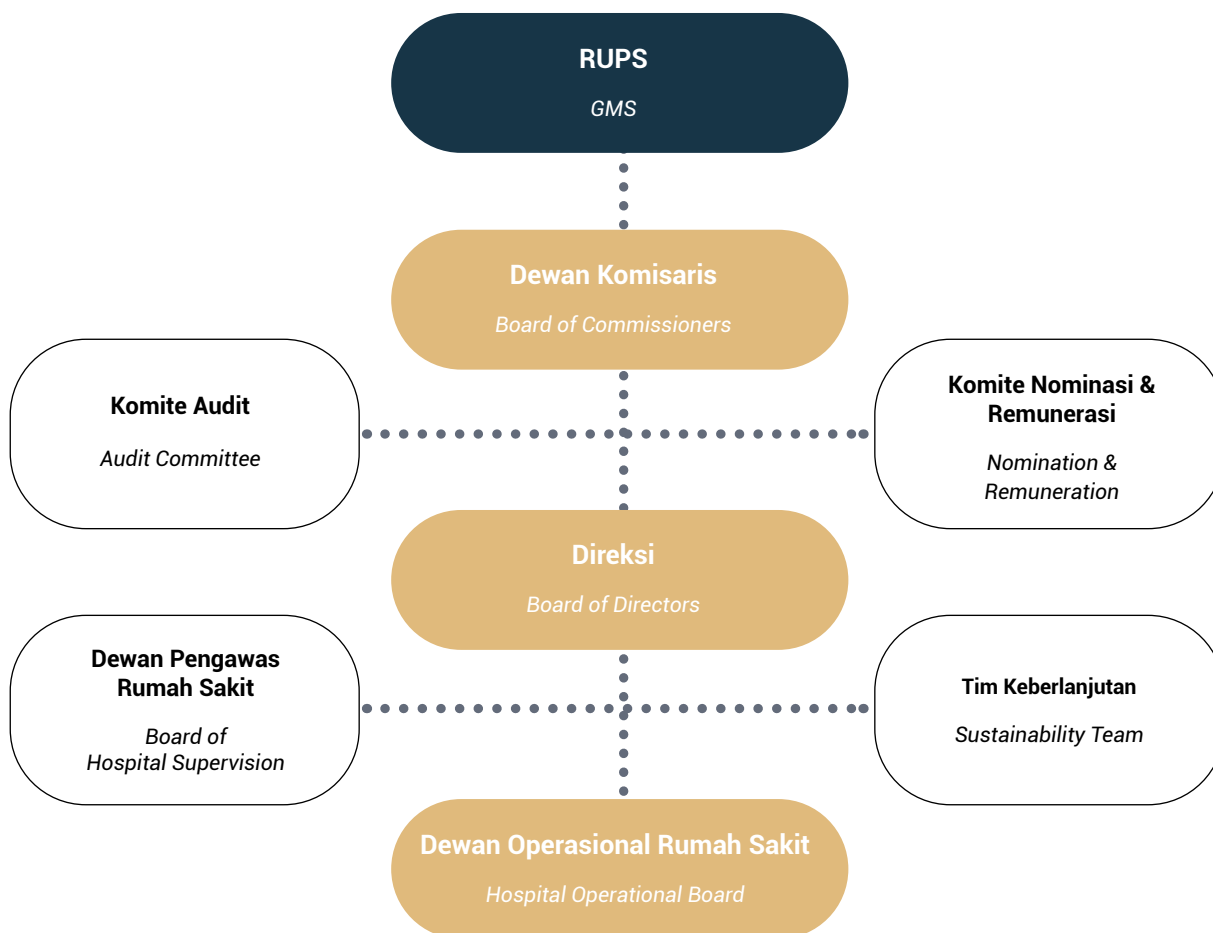 RUPS
GMS
Dewan Komisaris
Board of Commissioners
Komite Audit
Audit Committee
Komite Nominasi &
Remunerasi
Nomination &
Remuneration
Direksi
Board of Directors
Dewan Pengawas
Rumah Sakit
Board of
Hospital Supervision
Tim Keberlanjutan
Sustainability Team
Dewan Operasional Rumah Sakit
Hospital Operational Board